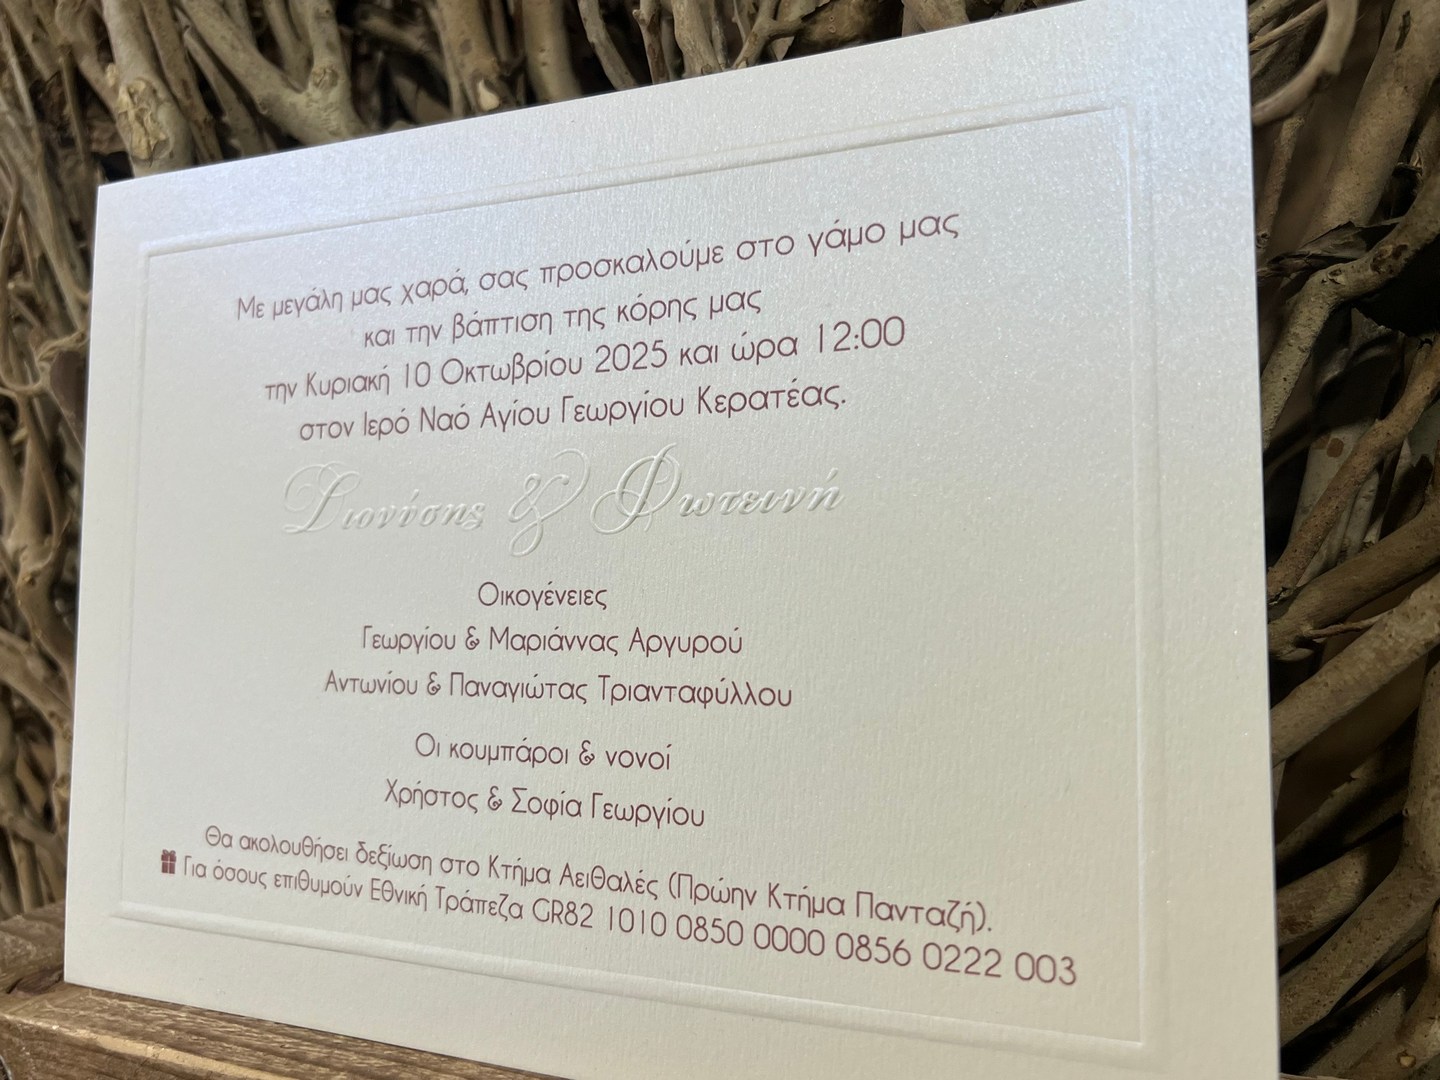 Με μεγάλη μας χαρά, σας προσκαλούμε στο γάμο μας
και την βάπτιση της κόρης μας
την Κυριακή 10 Οκτωβρίου 2025 και ώρα 12:00
στον Ιερό Ναό Αγίου Γεωργίου Κερατέας.
Διονύσης & Φωτεινή
Οικογένειες
Γεωργίου & Μαριάννας Αργυρού
Αντωνίου & Παναγιώτας Τριανταφύλλου
Οι κουμπάροι & νονοί
Χρήστος & Σοφία Γεωργίου
Θα ακολουθήσει δεξίωση στο Κτήμα Αειθαλές (Πρώην Κτήμα Πανταζή).
Για όσους επιθυμούν Εθνική Τράπεζα GR82 1010 0850 0000 0856 0222 003